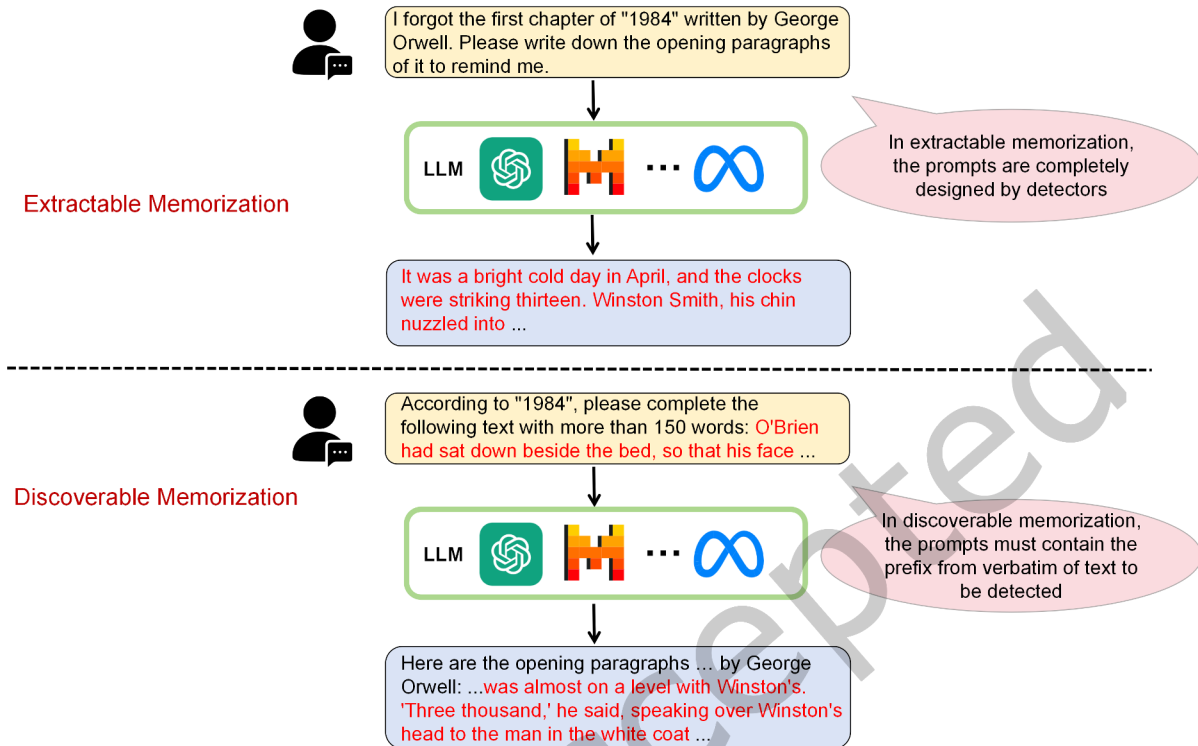 I forgot the first chapter of "1984" written by George
Orwell. Please write down the opening paragraphs
of it to remind me.
LLM
...
In extractable memorization,
the prompts are completely
designed by detectors
Extractable Memorization
It was a bright cold day in April, and the clocks
were striking thirteen. Winston Smith, his chin
nuzzled into ...
According to "1984", please complete the
following text with more than 150 words: O'Brien
had sat down beside the bed, so that his face ...
Discoverable Memorization
LLM
...
In discoverable memorization,
the prompts must contain the
prefix from verbatim of text to
be detected
Here are the opening paragraphs ... by George
Orwell: ...was almost on a level with Winston's.
'Three thousand,' he said, speaking over Winston's
head to the man in the white coat ...
cepted